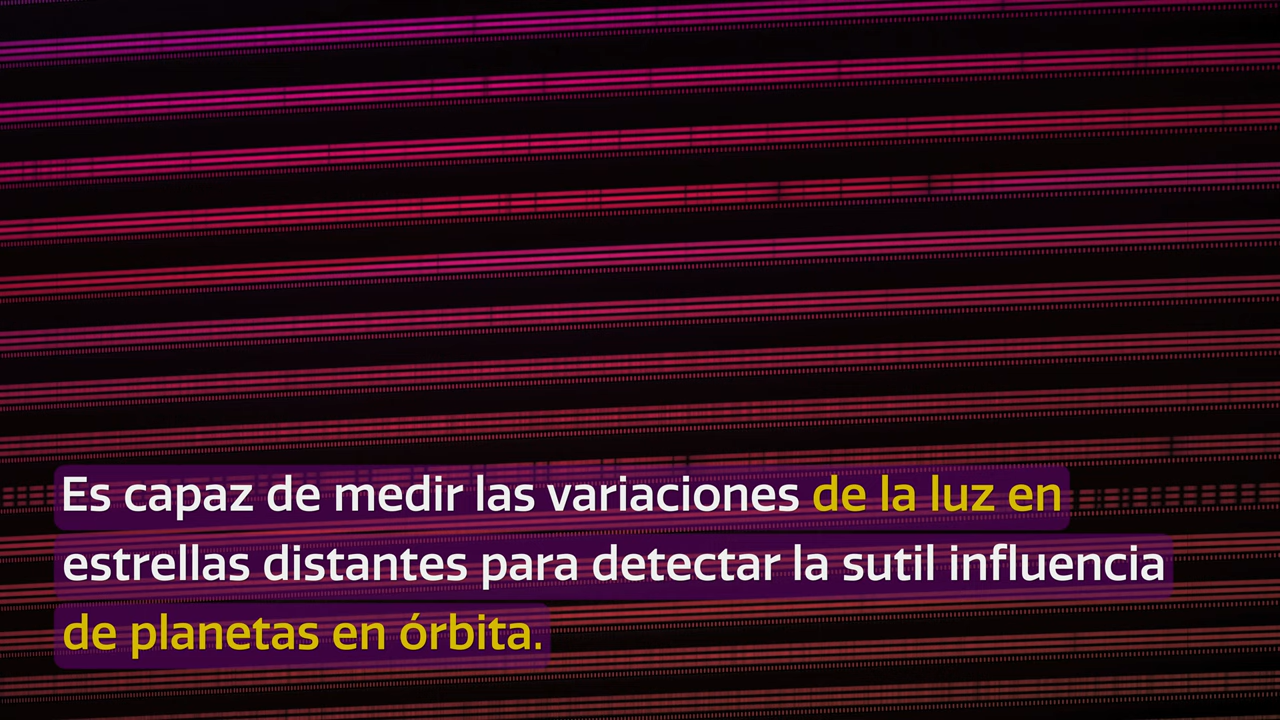 Es capaz de medir las variaciones de la luz en
estrellas distantes para detectar la sutil influencia
de planetas en órbita.